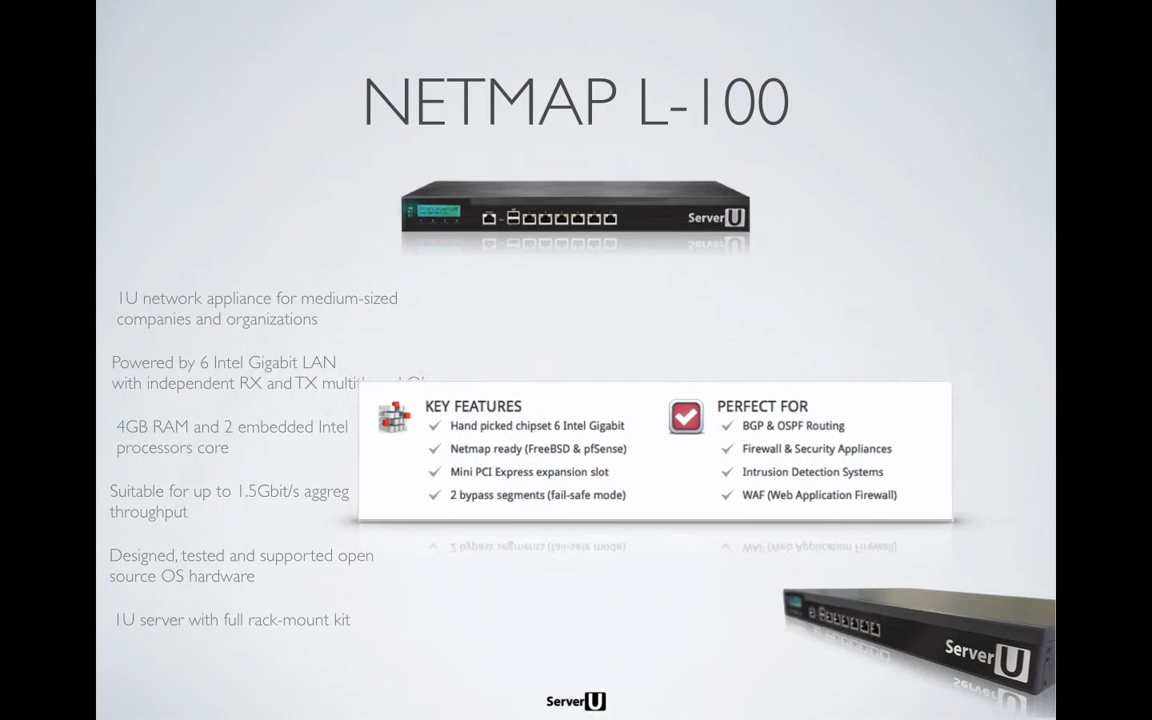 NETMAP L-100
ServerU
1U network appliance for medium-sized
companies and organizations
Powered by 6 Intel Gigabit LAN
with independent RX and TX
4GB RAM and 2 embedded Intel
processors core
Suitable for up to 1.5Gbit/s aggreg
throughput
Designed, tested and supported open
source OS hardware
1U server with full rack-mount kit
KEY FEATURES
Hand picked chipset 6 Intel Gigabit
Netmap ready (FreeBSD & pfSense)
Mini PCI Express expansion slot
2 bypass segments (fail-safe mode)
PERFECT FOR
BGP & OSPF Routing
Firewall & Security Appliances
Intrusion Detection Systems
WAF (Web Application Firewall)
ServerU
ServerU